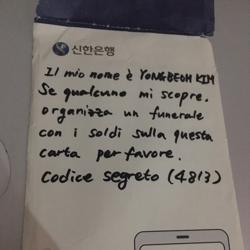 신한은행
Il mio nome è YONGBEOM KIM
Se qualcuno mi scopre,
organizza un funerale
con i soldi sulla questa
carta per favore.
Codice segreto (4813)